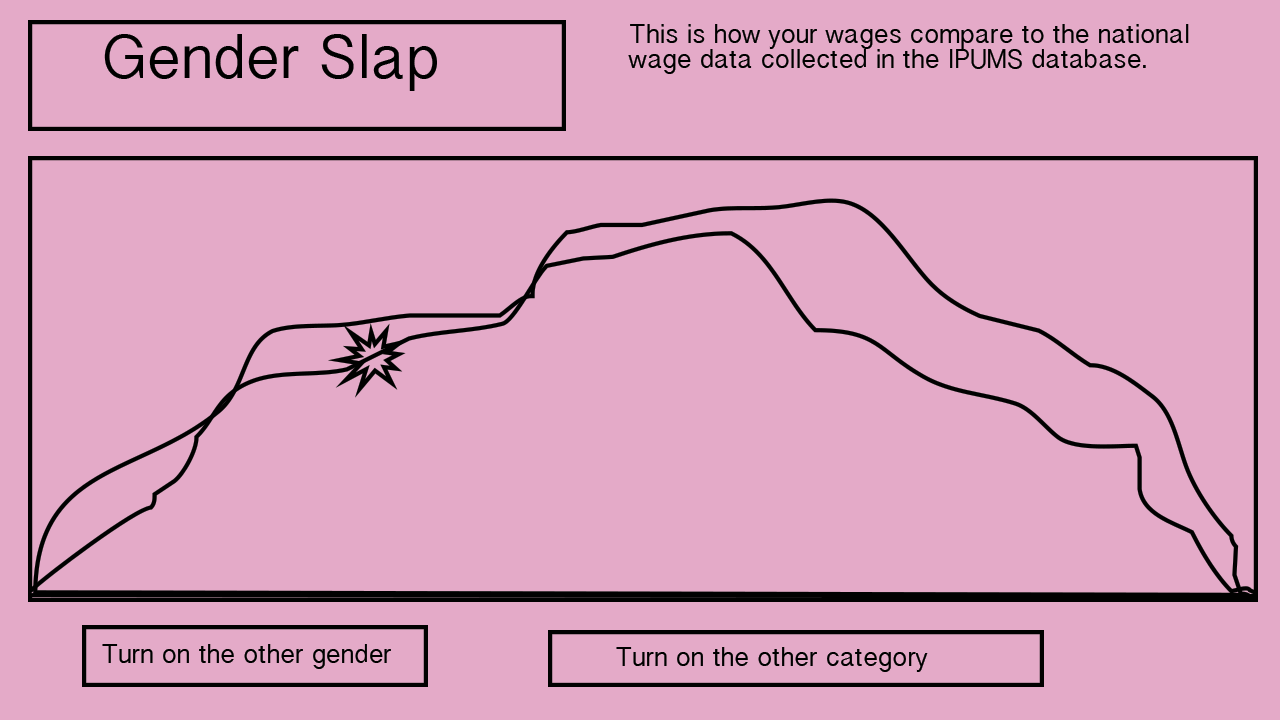 Gender Slap
This is how your wages compare to the national
wage data collected in the IPUMS database.
Turn on the other gender
Turn on the other category